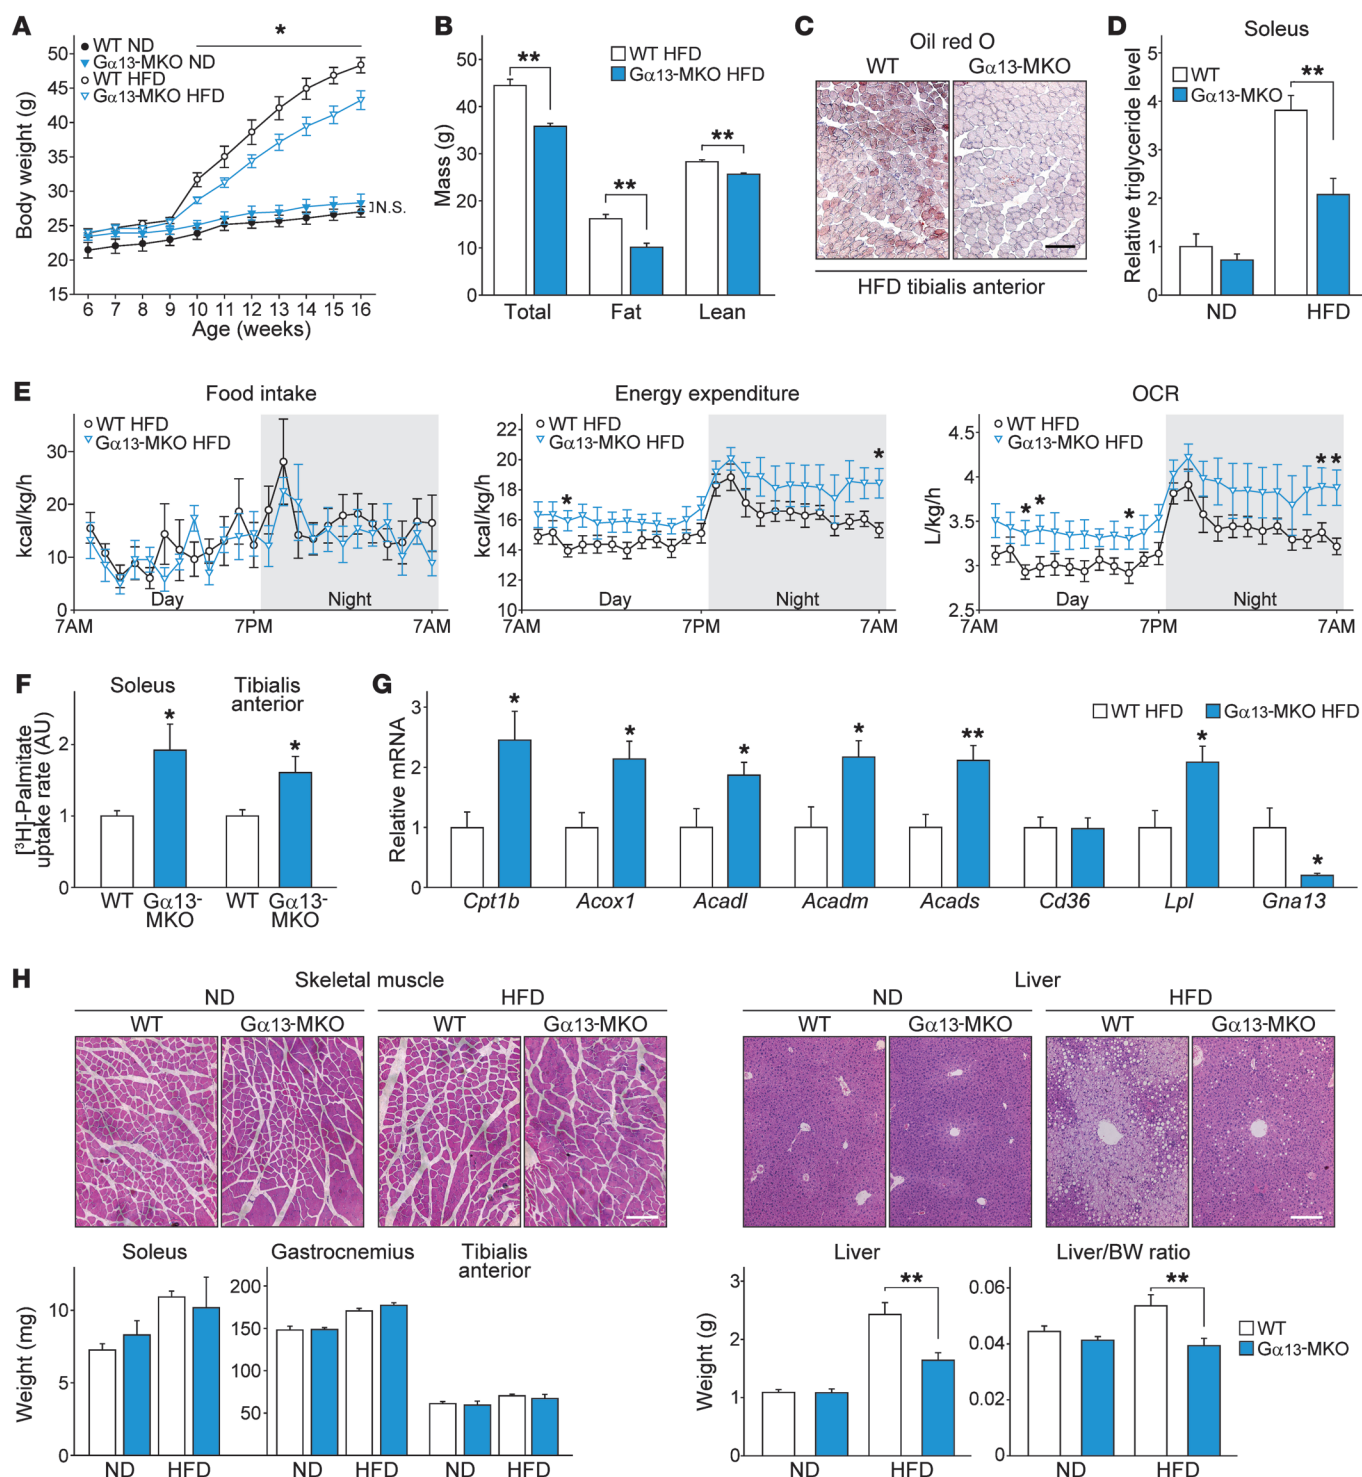 A
*
WT ND
Gα13-MKO ND
WT HFD
Gα13-MKO HFD
N.S.
Body weight (g)
50
45
40
35
30
25
20
15
6 7 8 9 10 11 12 13 14 15 16
Age (weeks)
B
WT HFD
Gα13-MKO HFD
** ** **
Mass (g)
50
40
30
20
10
0
Total Fat Lean
C
Oil red O
WT Gα13-MKO
HFD tibialis anterior
D
Soleus
WT
Gα13-MKO
**
Relative triglyceride level
5
4
3
2
1
0
ND HFD
E
Food intake
WT HFD
Gα13-MKO HFD
kcal/kg/h
30
20
10
0
Day Night
7AM 7PM 7AM
Energy expenditure
WT HFD
Gα13-MKO HFD
* *
kcal/kg/h
22
20
18
16
14
12
10
Day Night
7AM 7PM 7AM
OCR
WT HFD
Gα13-MKO HFD
* * * * *
L/kg/h
4.5
4
3.5
3
2.5
Day Night
7AM 7PM 7AM
F
Soleus
Tibialis
anterior
* *
[³H]-Palmitate
uptake rate (AU)
2
1
0
WT Gα13-
MKO
WT Gα13-
MKO
G
WT HFD Gα13-MKO HFD
* * * * ** * *
Relative mRNA
3
2
1
0
Cpt1b Acox1 Acadl Acadm Acads Cd36 Lpl Gna13
H
Skeletal muscle
ND HFD
WT Gα13-MKO WT Gα13-MKO
Liver
ND HFD
WT Gα13-MKO WT Gα13-MKO
Soleus
Weight (mg)
10
5
0
ND HFD
Gastrocnemius
Tibialis
anterior
200
150
100
50
ND HFD ND HFD
Liver
**
Weight (g)
3
2
1
0
ND HFD
Liver/BW ratio
**
0.06
0.04
0.02
0
ND HFD
WT
Gα13-MKO